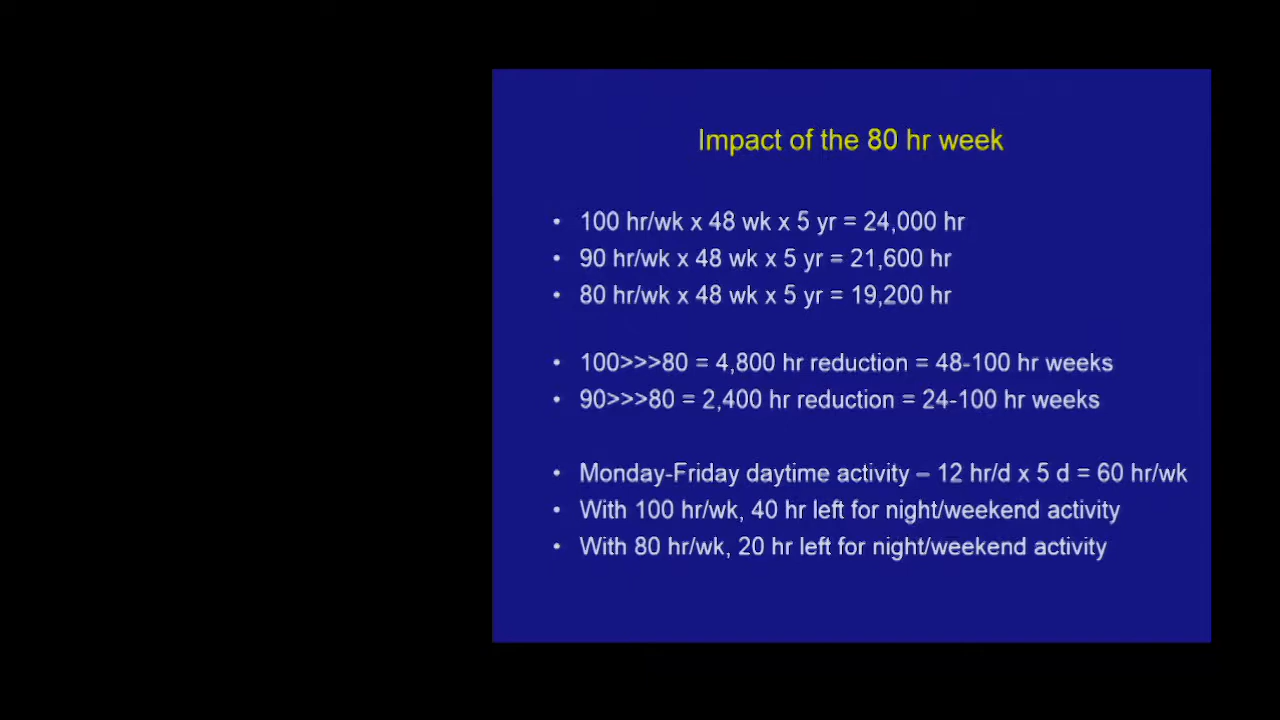 Impact of the 80 hr week
• 100 hr/wk x 48 wk x 5 yr = 24,000 hr
• 90 hr/wk x 48 wk x 5 yr = 21,600 hr
• 80 hr/wk x 48 wk x 5 yr = 19,200 hr
• 100>>>80 = 4,800 hr reduction = 48-100 hr weeks
• 90>>>80 = 2,400 hr reduction = 24-100 hr weeks
• Monday-Friday daytime activity – 12 hr/d x 5 d = 60 hr/wk
• With 100 hr/wk, 40 hr left for night/weekend activity
• With 80 hr/wk, 20 hr left for night/weekend activity